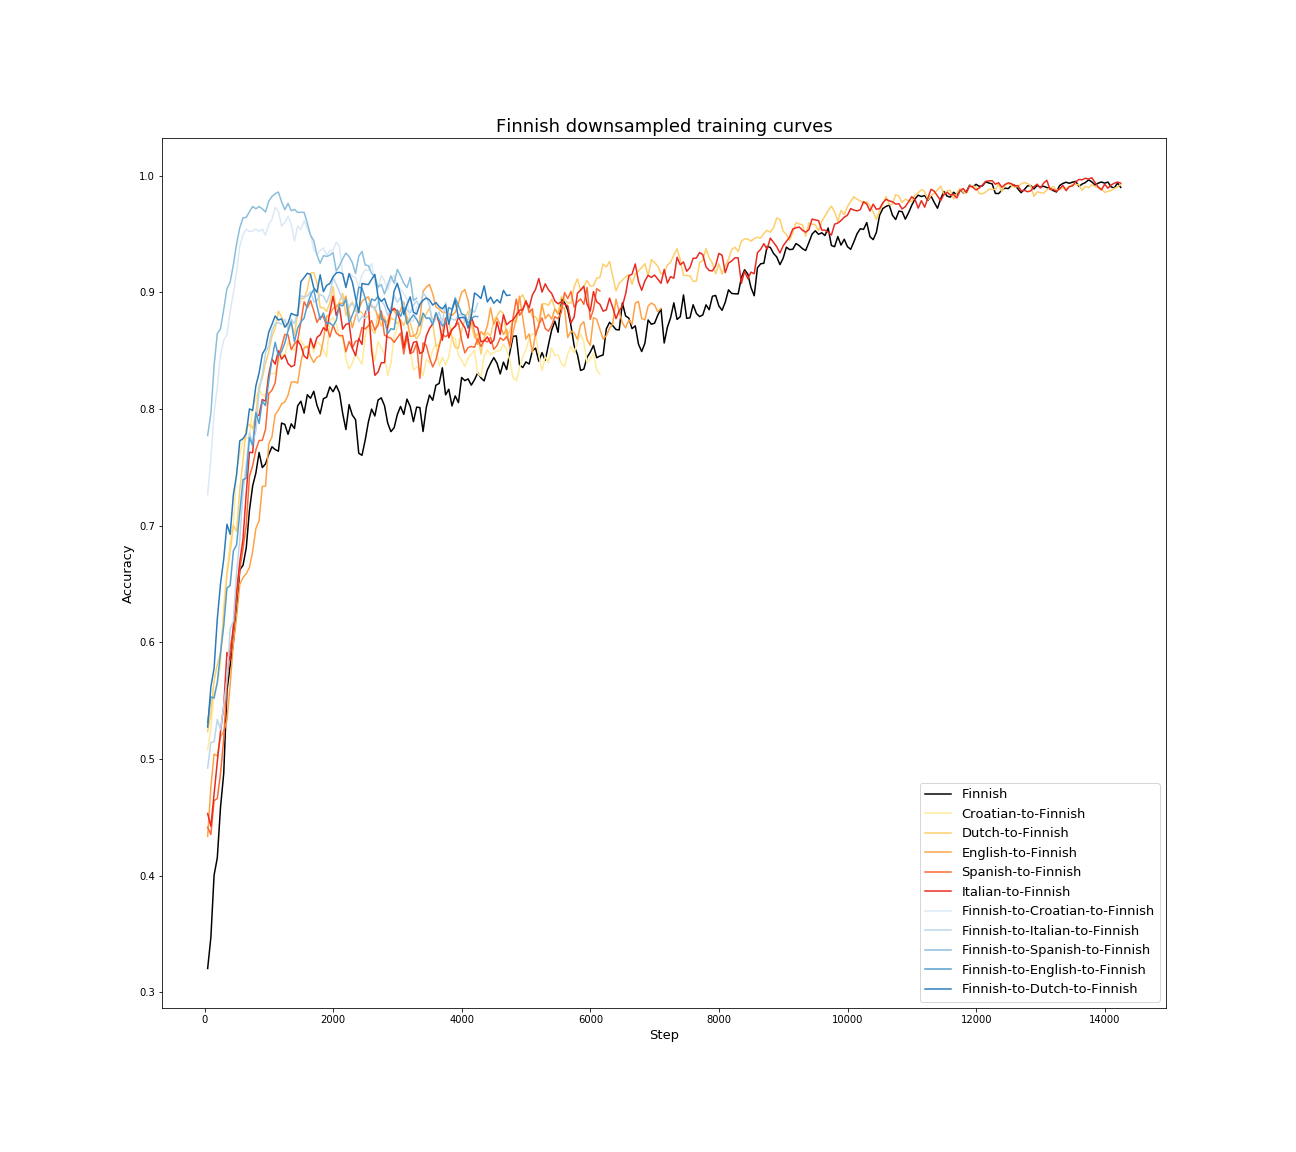 Finnish downsampled training curves
1.0
0.9
0.8
0.7
0.6
0.5
0.4
0.3
Accuracy
0 2000 4000 6000 8000 10000 12000 14000
Step
Finnish
Croatian-to-Finnish
Dutch-to-Finnish
English-to-Finnish
Spanish-to-Finnish
Italian-to-Finnish
Finnish-to-Croatian-to-Finnish
Finnish-to-Italian-to-Finnish
Finnish-to-Spanish-to-Finnish
Finnish-to-English-to-Finnish
Finnish-to-Dutch-to-Finnish